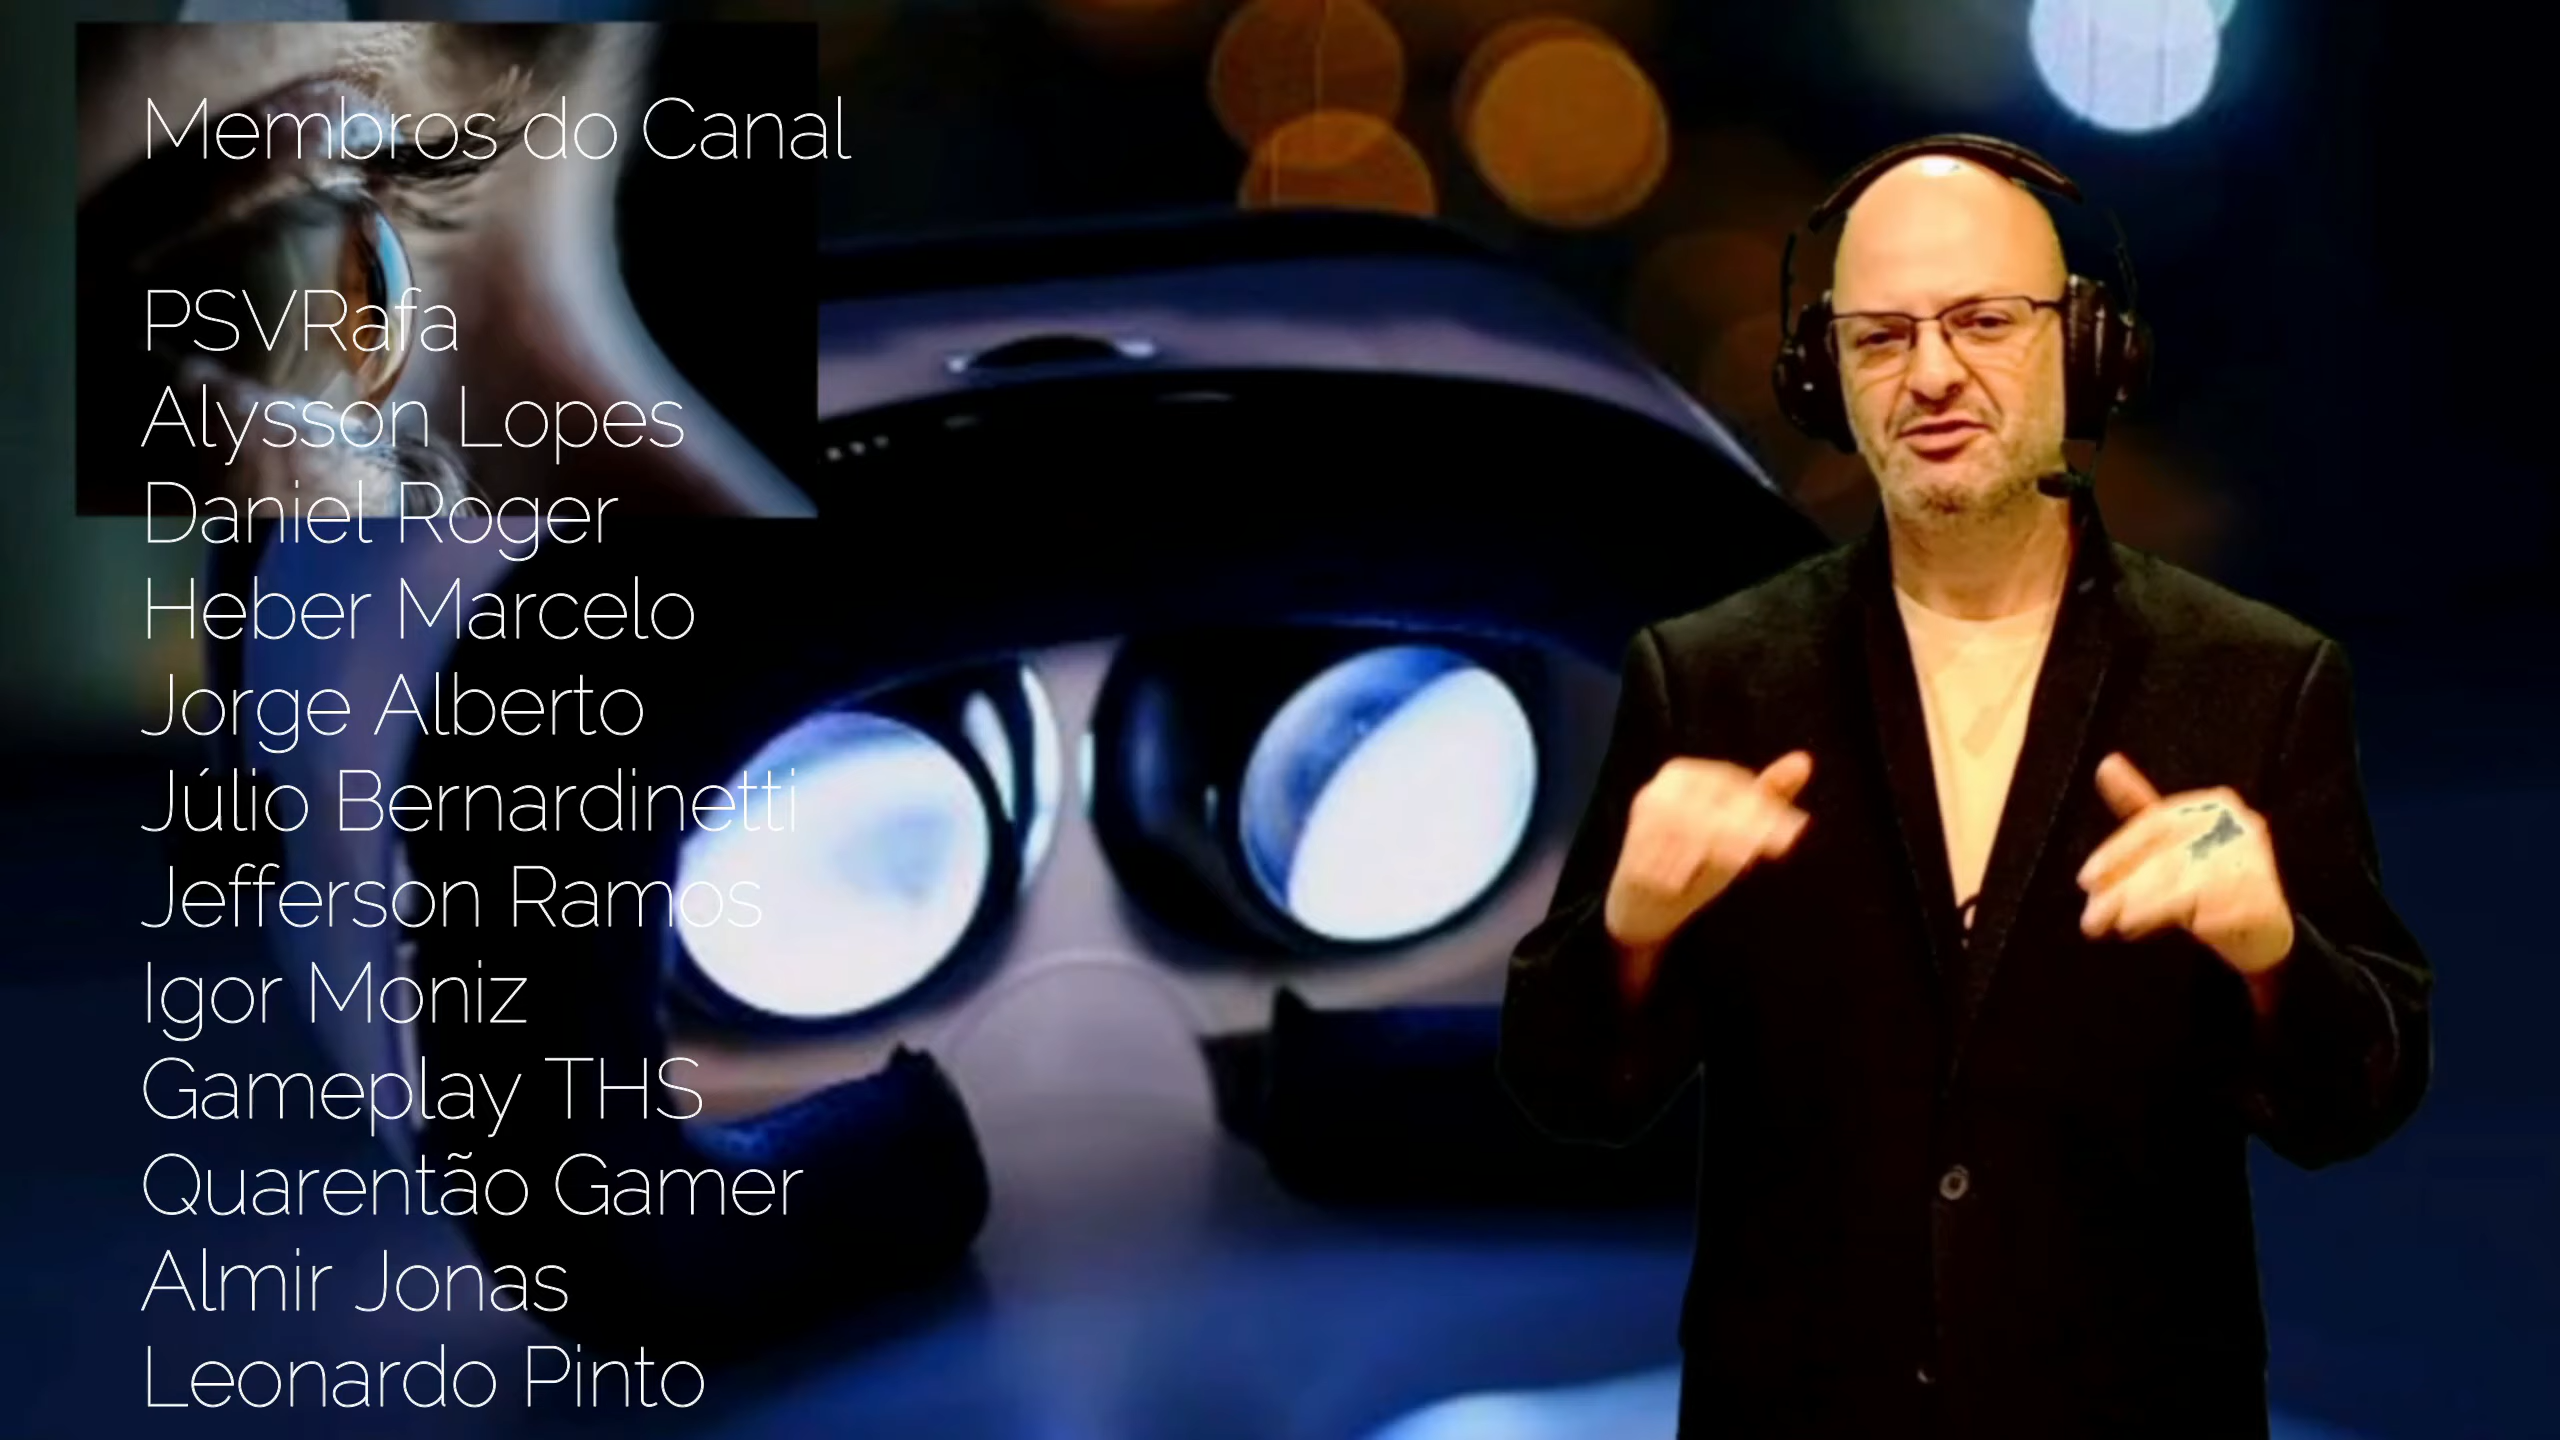 Membros do Canal
PSVRafa
Alysson Lopes
Daniel Roger
Heber Marcelo
Jorge Alberto
Júlio Bernardinetti
Jefferson Ramos
Igor Moniz
Gameplay THS
Quarentão Gamer
Almir Jonas
Leonardo Pinto